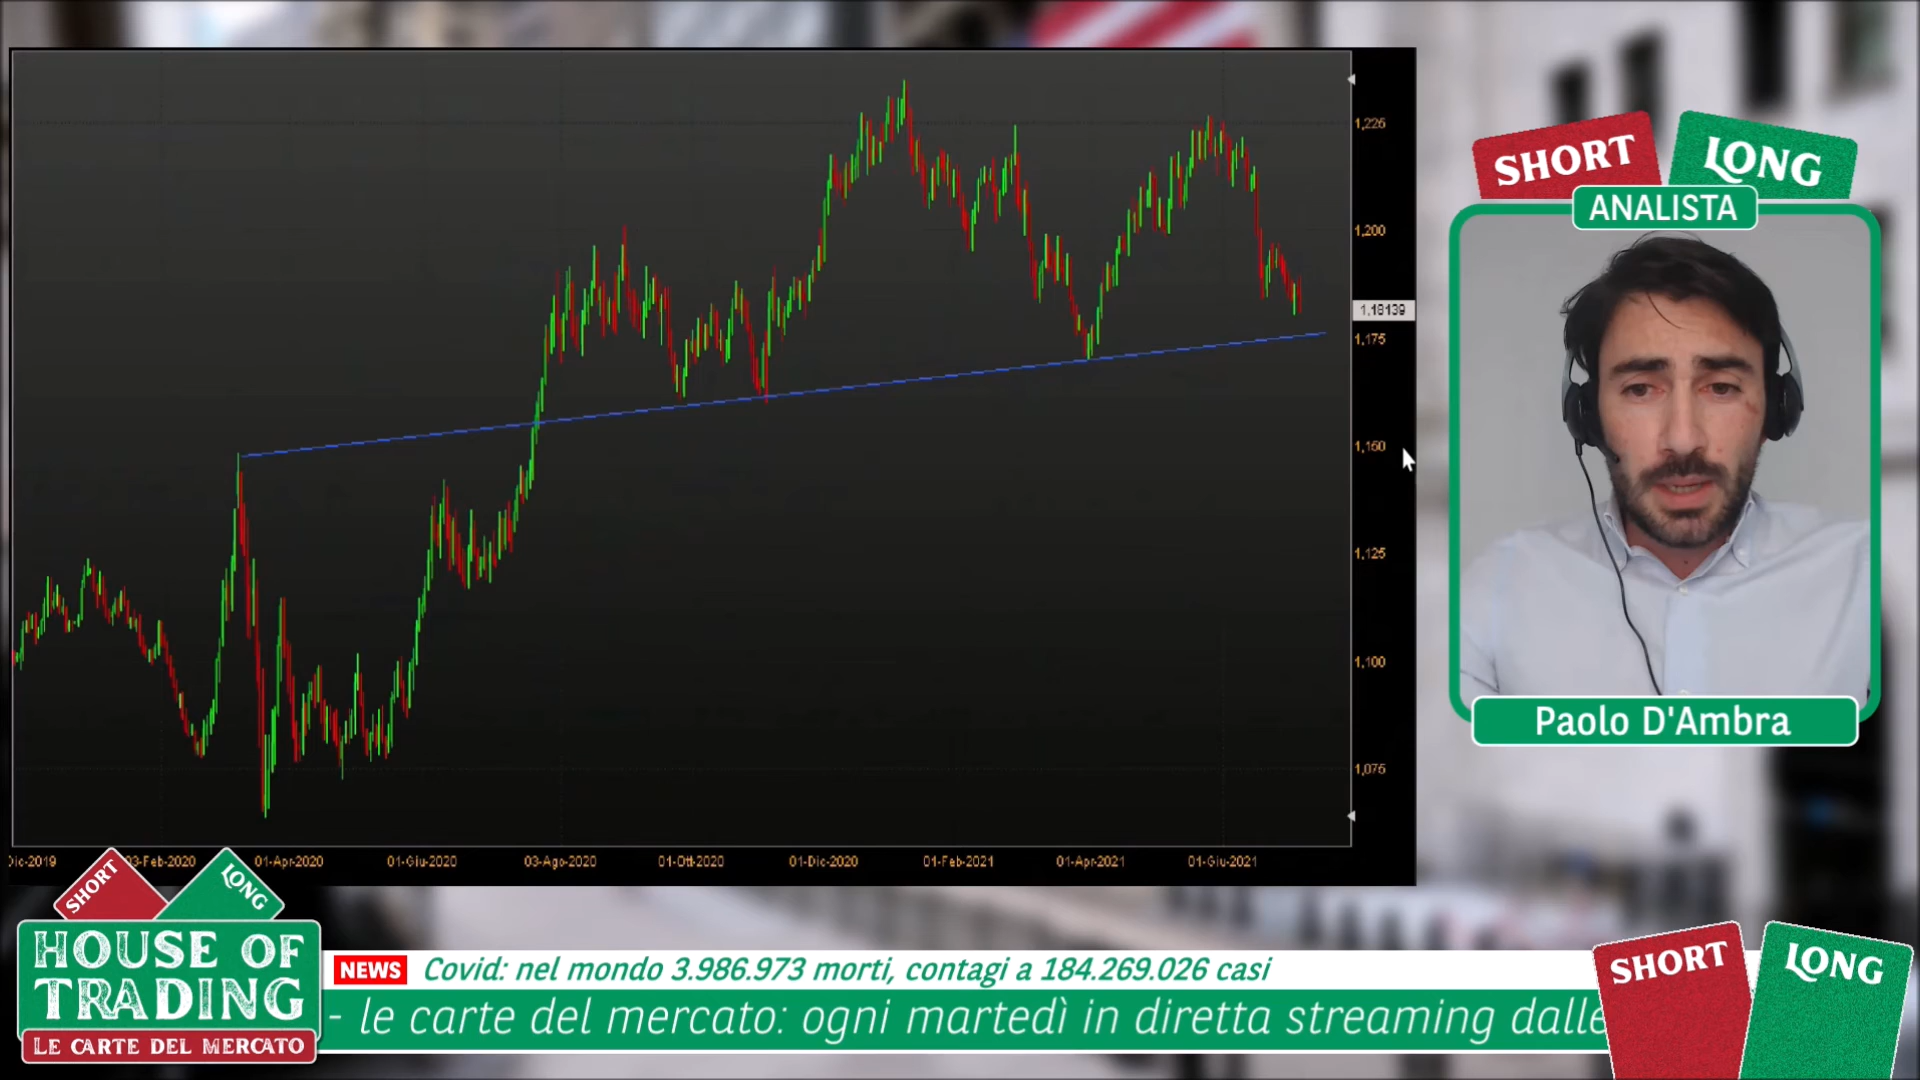 1,225
1,200
1,18139
1,175
1,150
1,125
1,100
1,075
Dic-2019
03-Feb-2020
01-Apr-2020
01-Giu-2020
03-Ago-2020
01-Ott-2020
01-Dic-2020
01-Feb-2021
01-Apr-2021
01-Giu-2021
SHORT
LONG
ANALISTA
Paolo D'Ambra
SHORT
LONG
HOUSE OF
TRADING
LE CARTE DEL MERCATO
NEWS Covid: nel mondo 3.986.973 morti, contagi a 184.269.026 casi
- le carte del mercato: ogni martedì in diretta streaming dalle
SHORT
LONG